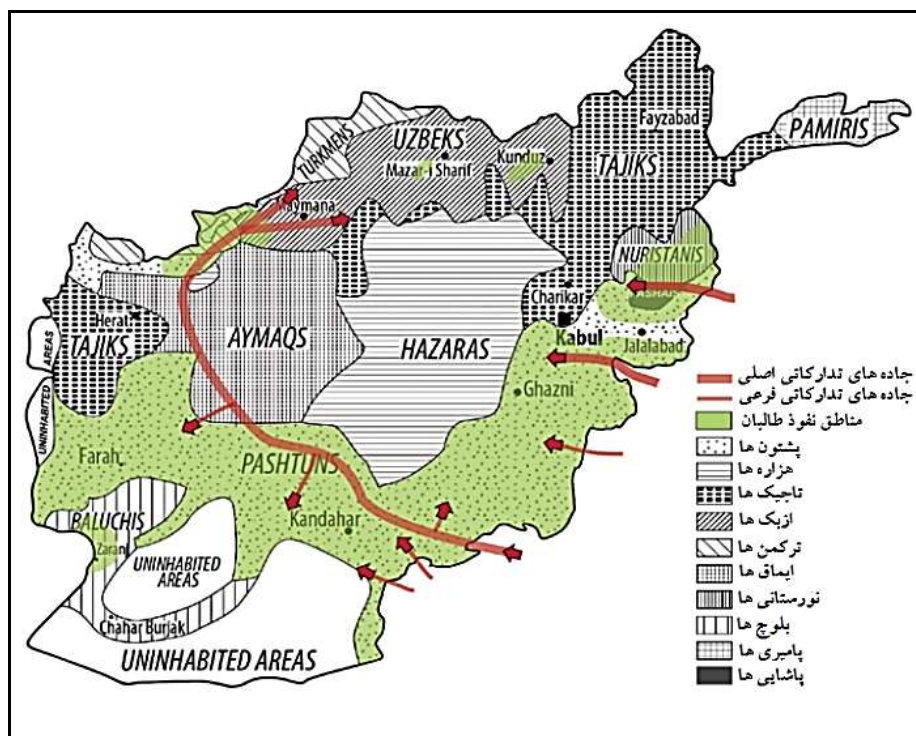 TURKMENS
UZBEKS
Mazar-i Sharif
Kunduz
Fayzabad
TAJIKS
PAMIRIS
Maymana
NURISTANIS
PASHAI
Herat
TAJIKS
AYMAQS
HAZARAS
Charikar
Kabul
Jalalabad
UNINHABITED
AREAS
Ghazni
Farah
PASHTUNS
Kandahar
BALUCHIS
Zaranj
UNINHABITED
AREAS
Chahar Burjak
UNINHABITED AREAS
جاده های تدارکاتی اصلی
جاده های تدارکاتی فرعی
مناطق نفوذ طالبان
پشتون ها
هزاره ها
تاجیک ها
ازبک ها
ترکمن ها
ایماق ها
نورستانی ها
بلوچ ها
پامیری ها
پاشایی ها